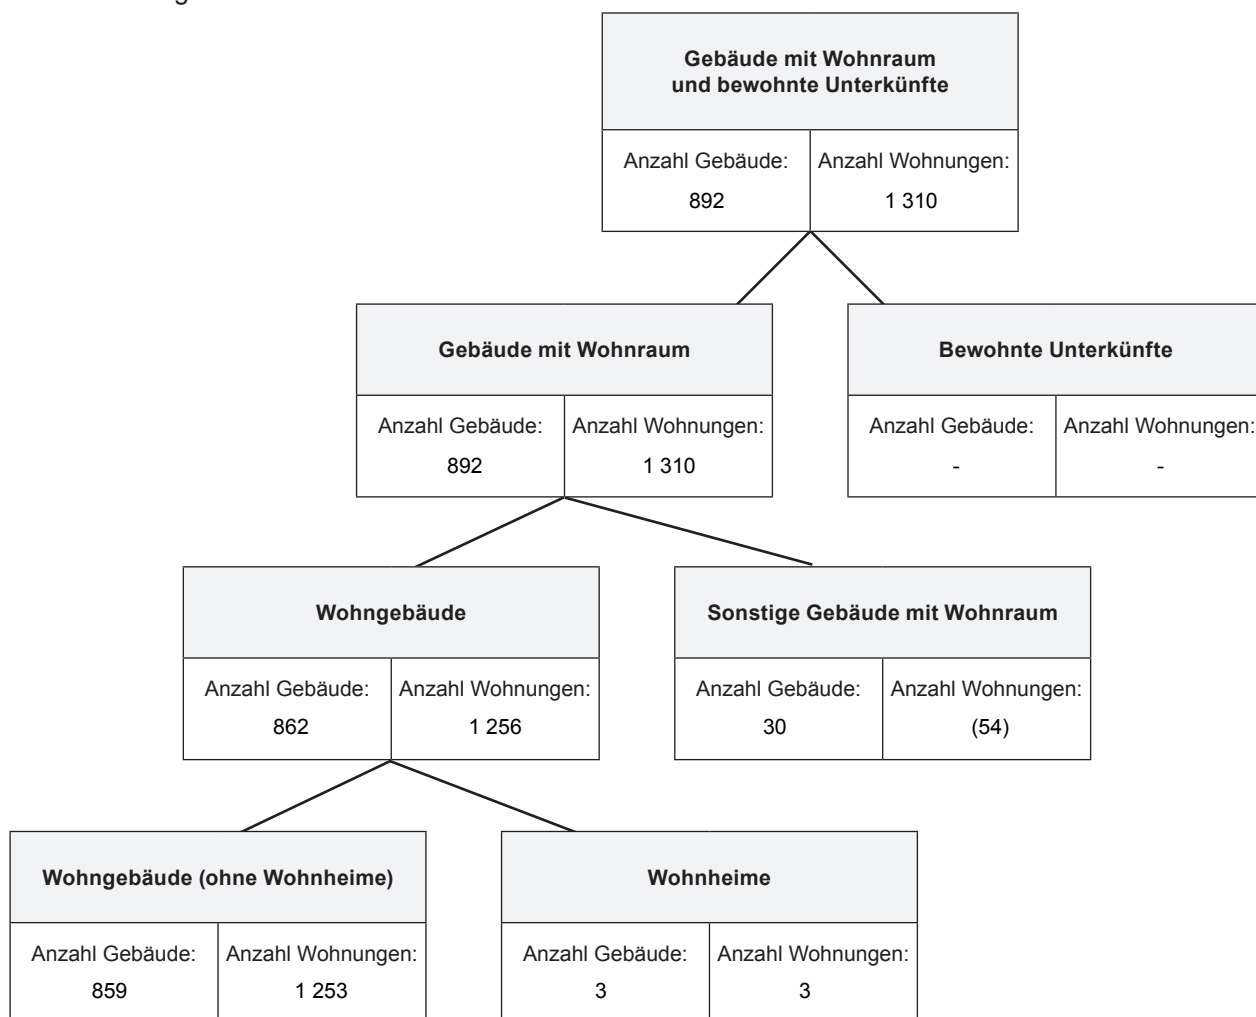 Gebäude mit Wohnraum
und bewohnte Unterkünfte
Anzahl Gebäude: Anzahl Wohnungen:
892 1 310
Gebäude mit Wohnraum
Anzahl Gebäude: Anzahl Wohnungen:
892 1 310
Bewohnte Unterkünfte
Anzahl Gebäude: Anzahl Wohnungen:
- -
Wohngebäude
Anzahl Gebäude: Anzahl Wohnungen:
862 1 256
Sonstige Gebäude mit Wohnraum
Anzahl Gebäude: Anzahl Wohnungen:
30 (54)
Wohngebäude (ohne Wohnheime)
Anzahl Gebäude: Anzahl Wohnungen:
859 1 253
Wohnheime
Anzahl Gebäude: Anzahl Wohnungen:
3 3